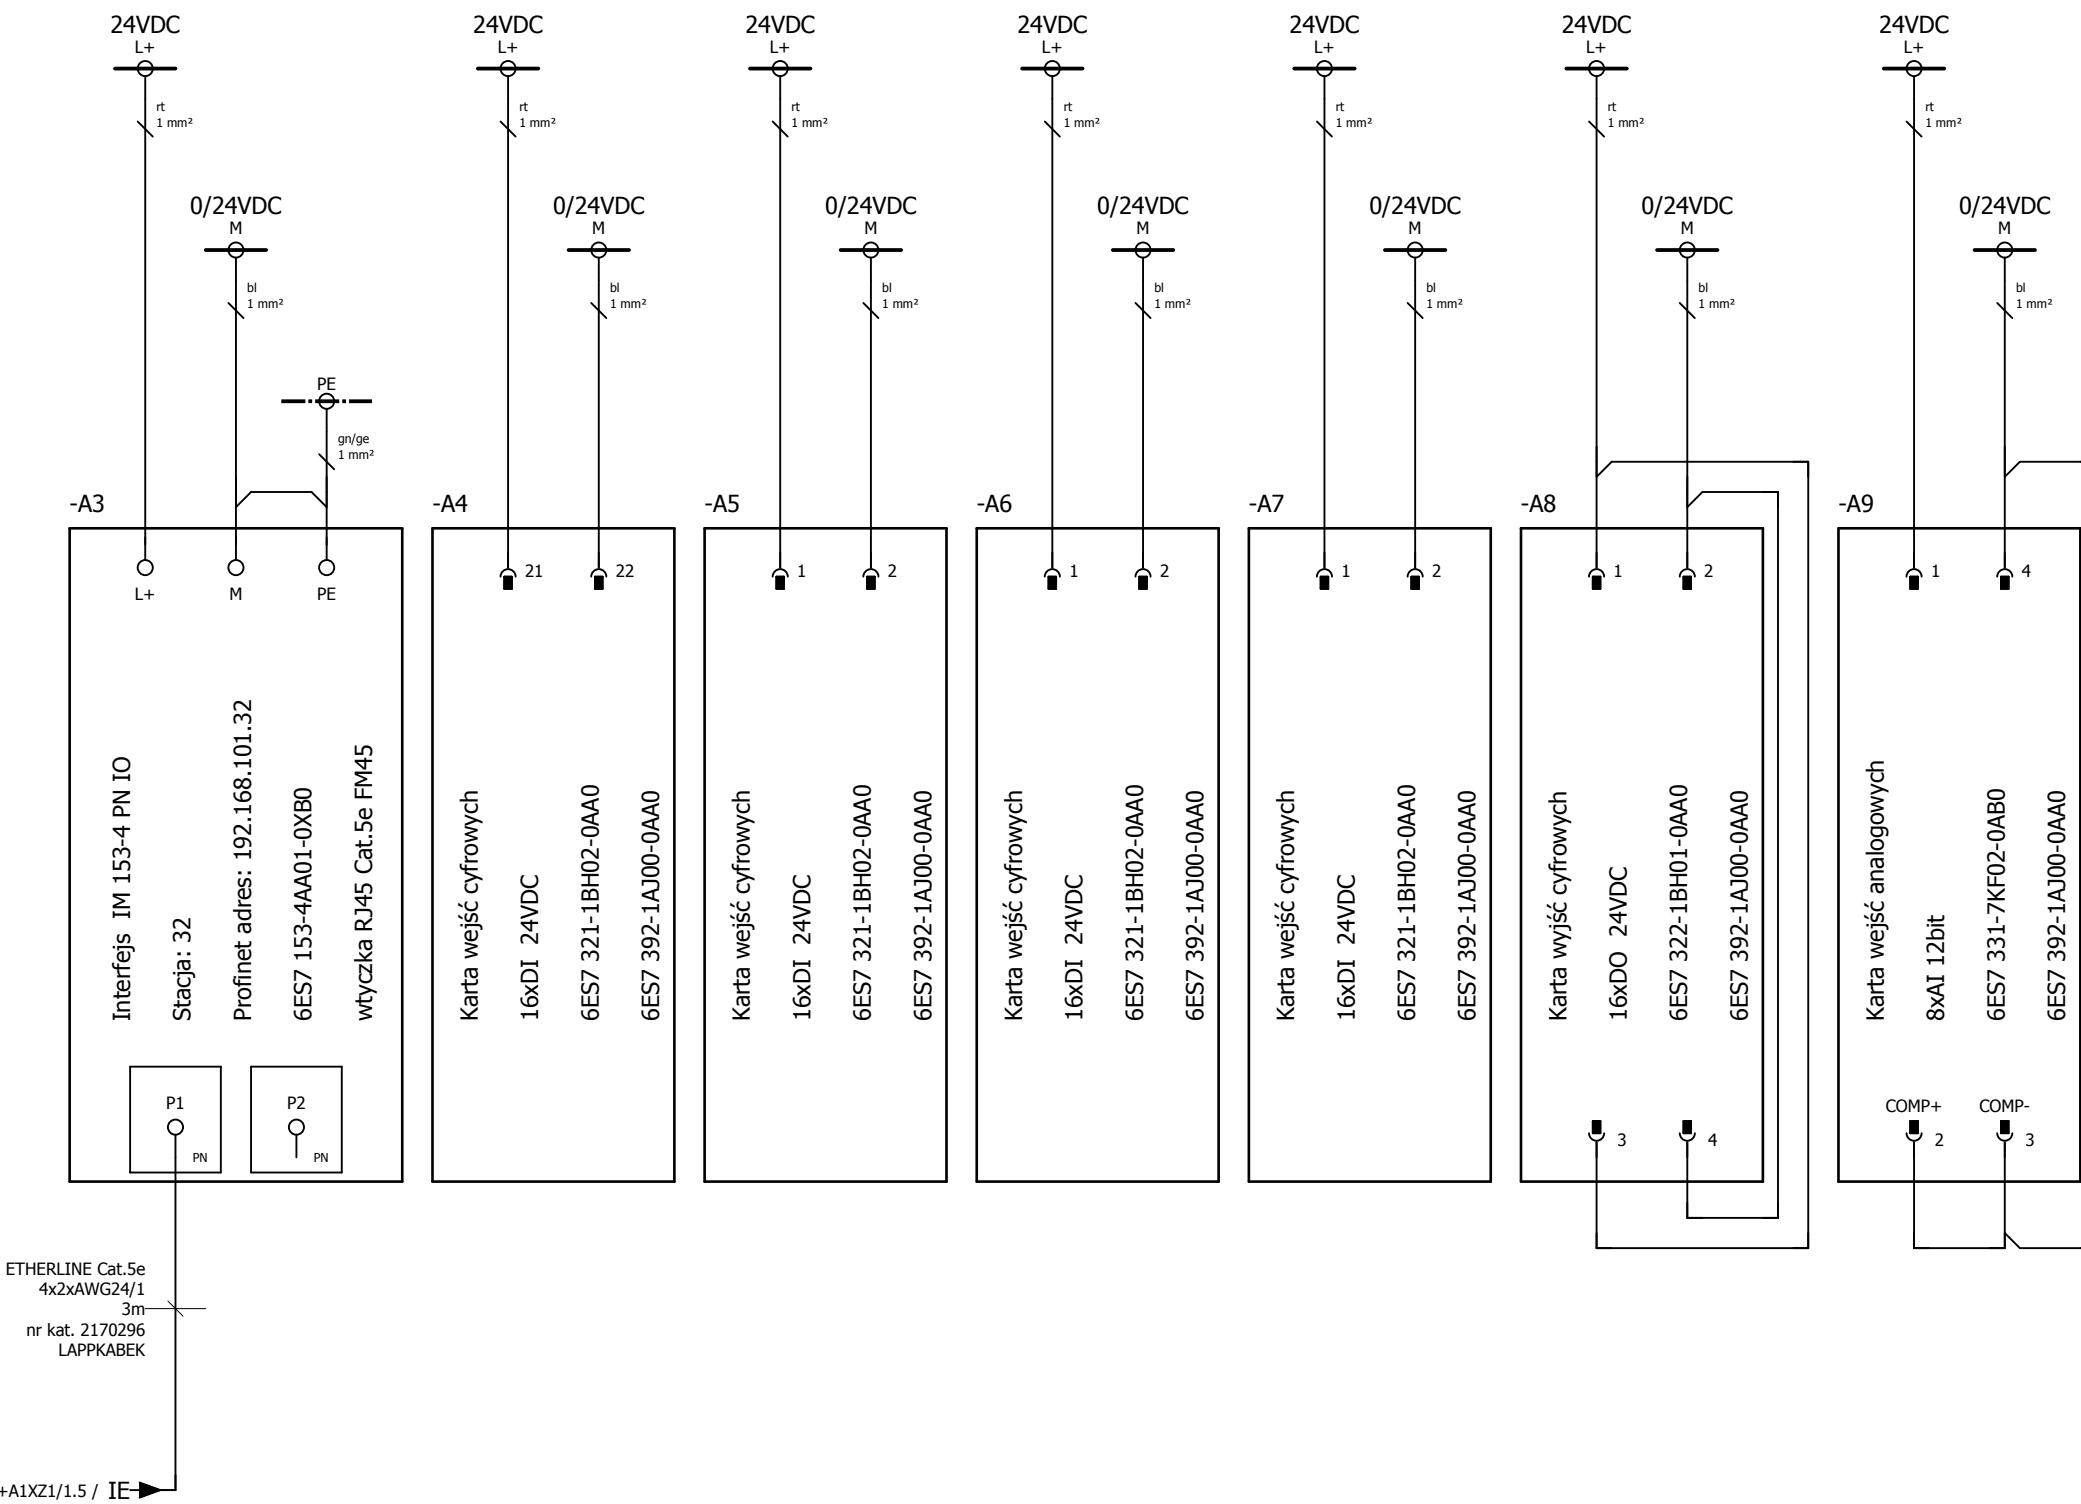 24VDC
L+
24VDC
L+
24VDC
L+
24VDC
L+
24VDC
L+
24VDC
L+
24VDC
L+
rt
1 mm²
rt
1 mm²
rt
1 mm²
rt
1 mm²
rt
1 mm²
rt
1 mm²
rt
1 mm²
0/24VDC
M
0/24VDC
M
0/24VDC
M
0/24VDC
M
0/24VDC
M
0/24VDC
M
0/24VDC
M
bl
1 mm²
bl
1 mm²
bl
1 mm²
bl
1 mm²
bl
1 mm²
bl
1 mm²
bl
1 mm²
PE
gn/ge
1 mm²
-A3
L+
M
PE
Interfejs IM 153-4 PN IO
Stacja: 32
Profinet adres: 192.168.101.32
6ES7 153-4AA01-0XB0
wtyczka RJ45 Cat.5e FM45
P1
PN
P2
PN
-A4
21
22
Karta wejść cyfrowych
16xDI 24VDC
6ES7 321-1BH02-0AA0
6ES7 392-1AJ00-0AA0
-A5
1
2
Karta wejść cyfrowych
16xDI 24VDC
6ES7 321-1BH02-0AA0
6ES7 392-1AJ00-0AA0
-A6
1
2
Karta wejść cyfrowych
16xDI 24VDC
6ES7 321-1BH02-0AA0
6ES7 392-1AJ00-0AA0
-A7
1
2
Karta wejść cyfrowych
16xDI 24VDC
6ES7 321-1BH02-0AA0
6ES7 392-1AJ00-0AA0
-A8
1
2
Karta wyjść cyfrowych
16xDO 24VDC
6ES7 322-1BH01-0AA0
6ES7 392-1AJ00-0AA0
3
4
-A9
1
4
Karta wejść analogowych
8xAI 12bit
6ES7 331-7KF02-0AB0
6ES7 392-1AJ00-0AA0
COMP+
2
COMP-
3
ETHERLINE Cat.5e
4x2xAWG24/1
3m
nr kat. 2170296
LAPPKABEK
+A1XZ1/1.5 / IE